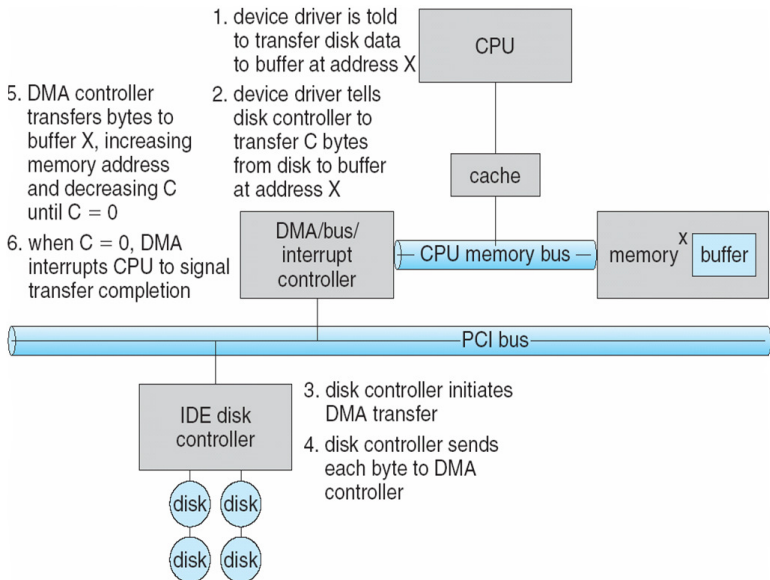 1. device driver is told
to transfer disk data
to buffer at address X
2. device driver tells
disk controller to
transfer C bytes
from disk to buffer
at address X
CPU
cache
5. DMA controller
transfers bytes to
buffer X, increasing
memory address
and decreasing C
until C = 0
6. when C = 0, DMA
interrupts CPU to signal
transfer completion
DMA/bus/
interrupt
controller
CPU memory bus
memory
X
buffer
PCI bus
IDE disk
controller
3. disk controller initiates
DMA transfer
4. disk controller sends
each byte to DMA
controller
disk
disk
disk
disk